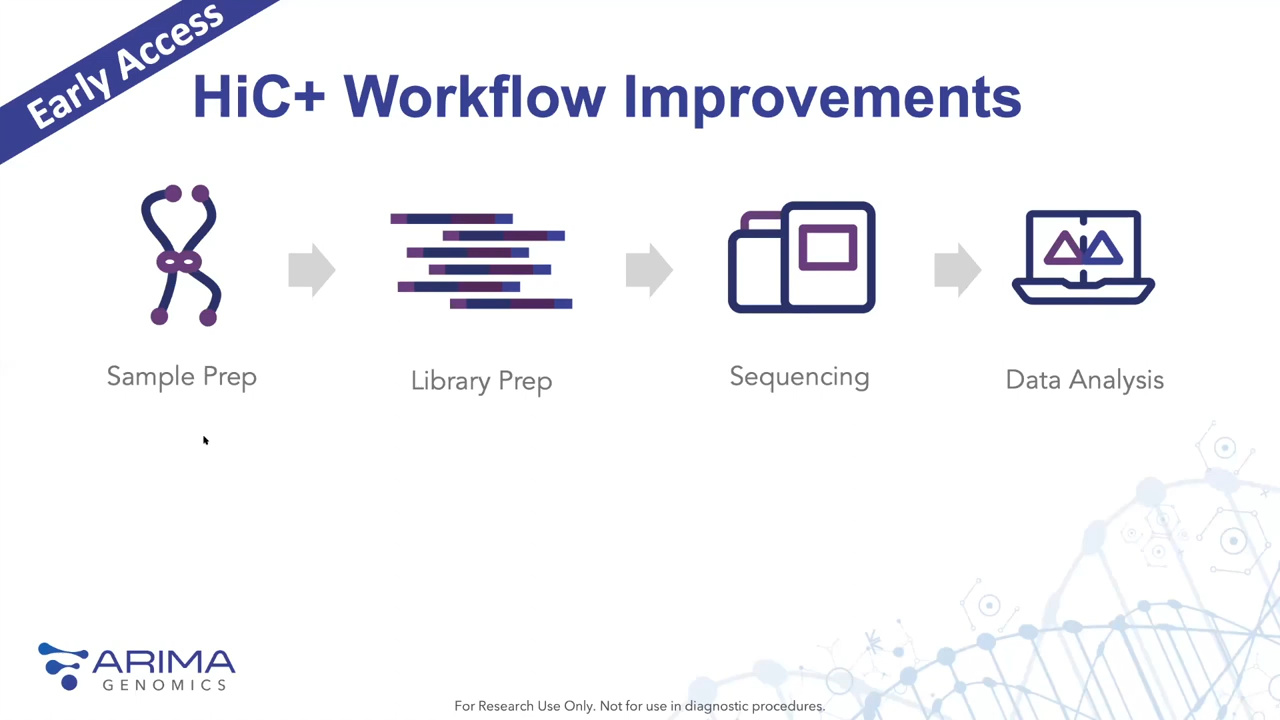 Early Access
HiC+ Workflow Improvements
Sample Prep
Library Prep
Sequencing
Data Analysis
ARIMA
GENOMICS
For Research Use Only. Not for use in diagnostic procedures.